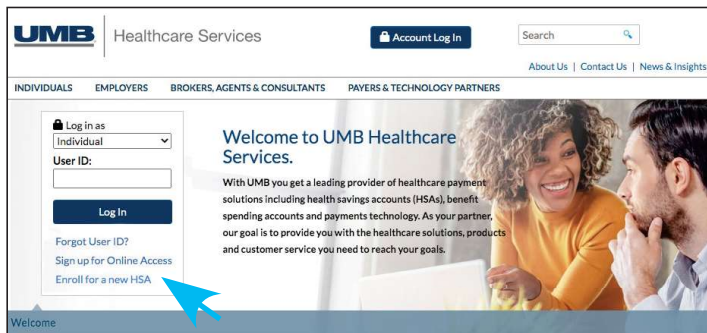 UMB Healthcare Services
Account Log In
Search
About Us | Contact Us | News & Insights
INDIVIDUALS EMPLOYERS BROKERS, AGENTS & CONSULTANTS PAYERS & TECHNOLOGY PARTNERS
Log in as
Individual
User ID:
Log In
Forgot User ID?
Sign up for Online Access
Enroll for a new HSA
Welcome to UMB Healthcare
Services.
With UMB you get a leading provider of healthcare payment
solutions including health savings accounts (HSAs), benefit
spending accounts and payments technology. As your partner,
our goal is to provide you with the healthcare solutions, products
and customer service you need to reach your goals.
Welcome